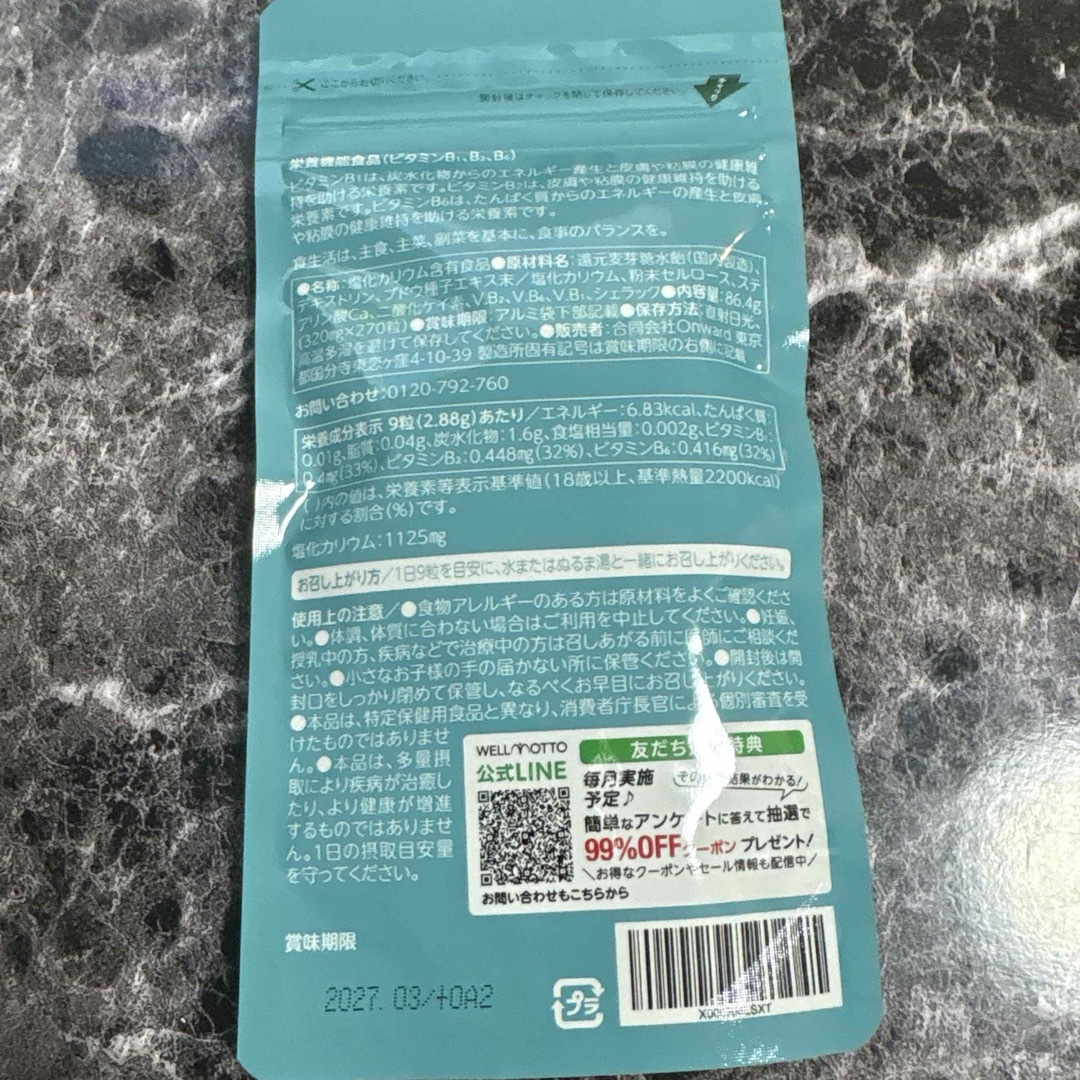 ここからお切りください。
開封後はチャックを閉じて保存してください。
栄養機能食品(ビタミンB₁、B₂、B₆)
ビタミンB₁は、炭水化物からのエネルギー産生と皮膚や粘膜の健康維
持を助ける栄養素です。ビタミンB₂は、皮膚や粘膜の健康維持を助ける
栄養素です。ビタミンB₆は、たんぱく質からのエネルギーの産生と皮膚
や粘膜の健康維持を助ける栄養素です。
食生活は、主食、主菜、副菜を基本に、食事のバランスを。
●名称:塩化カリウム含有食品●原材料名:還元麦芽糖水飴(国内製造)、
デキストリン、ブドウ種子エキス末/塩化カリウム、粉末セルロース、ステ
アリン酸Ca、二酸化ケイ素、V.B₂、V.B₆、V.B₁、シェラック●内容量:86.4g
(320mg×270粒)●賞味期限:アルミ袋下部記載●保存方法:直射日光、
高温多湿を避けて保存してください。●販売者:合同会社Onward 東京
都国分寺東恋ヶ窪4-10-39 製造所固有記号は賞味期限の右側に記載
お問い合わせ:0120-792-760
栄養成分表示 9粒(2.88g)あたり/エネルギー:6.83kcal、たんぱく質:
0.01g、脂質:0.04g、炭水化物:1.6g、食塩相当量:0.002g、ビタミンB₁:
0.4mg(33%)、ビタミンB₂:0.448mg(32%)、ビタミンB₆:0.416mg(32%)
( )内の値は、栄養素等表示基準値(18歳以上、基準熱量2200kcal)
に対する割合(%)です。
塩化カリウム:1125mg
お召し上がり方/1日9粒を目安に、水またはぬるま湯と一緒にお召し上がりください。
使用上の注意/●食物アレルギーのある方は原材料をよくご確認くださ
い。●体調、体質に合わない場合はご利用を中止してください。●妊娠、
授乳中の方、疾病などで治療中の方は召しあがる前に医師にご相談くだ
さい。●小さなお子様の手の届かない所に保管ください。●開封後は開
封口をしっかり閉めて保管し、なるべくお早目にお召し上がりください。
●本品は、特定保健用食品と異なり、消費者庁長官による個別審査を受
けたものではありませ
ん。●本品は、多量摂
取により疾病が治癒し
たり、より健康が増進
するものではありませ
ん。1日の摂取目安量
を守ってください。
WELLMOTTO
公式LINE
友だち 特典
毎月実施
予定♪
結果がわかる!
簡単なアンケートに答えて抽選で
99%OFFクーポン プレゼント!
\お得なクーポンやセール情報も配信中/
お問い合わせもこちらから
賞味期限
2027.03/+OA2
プラ